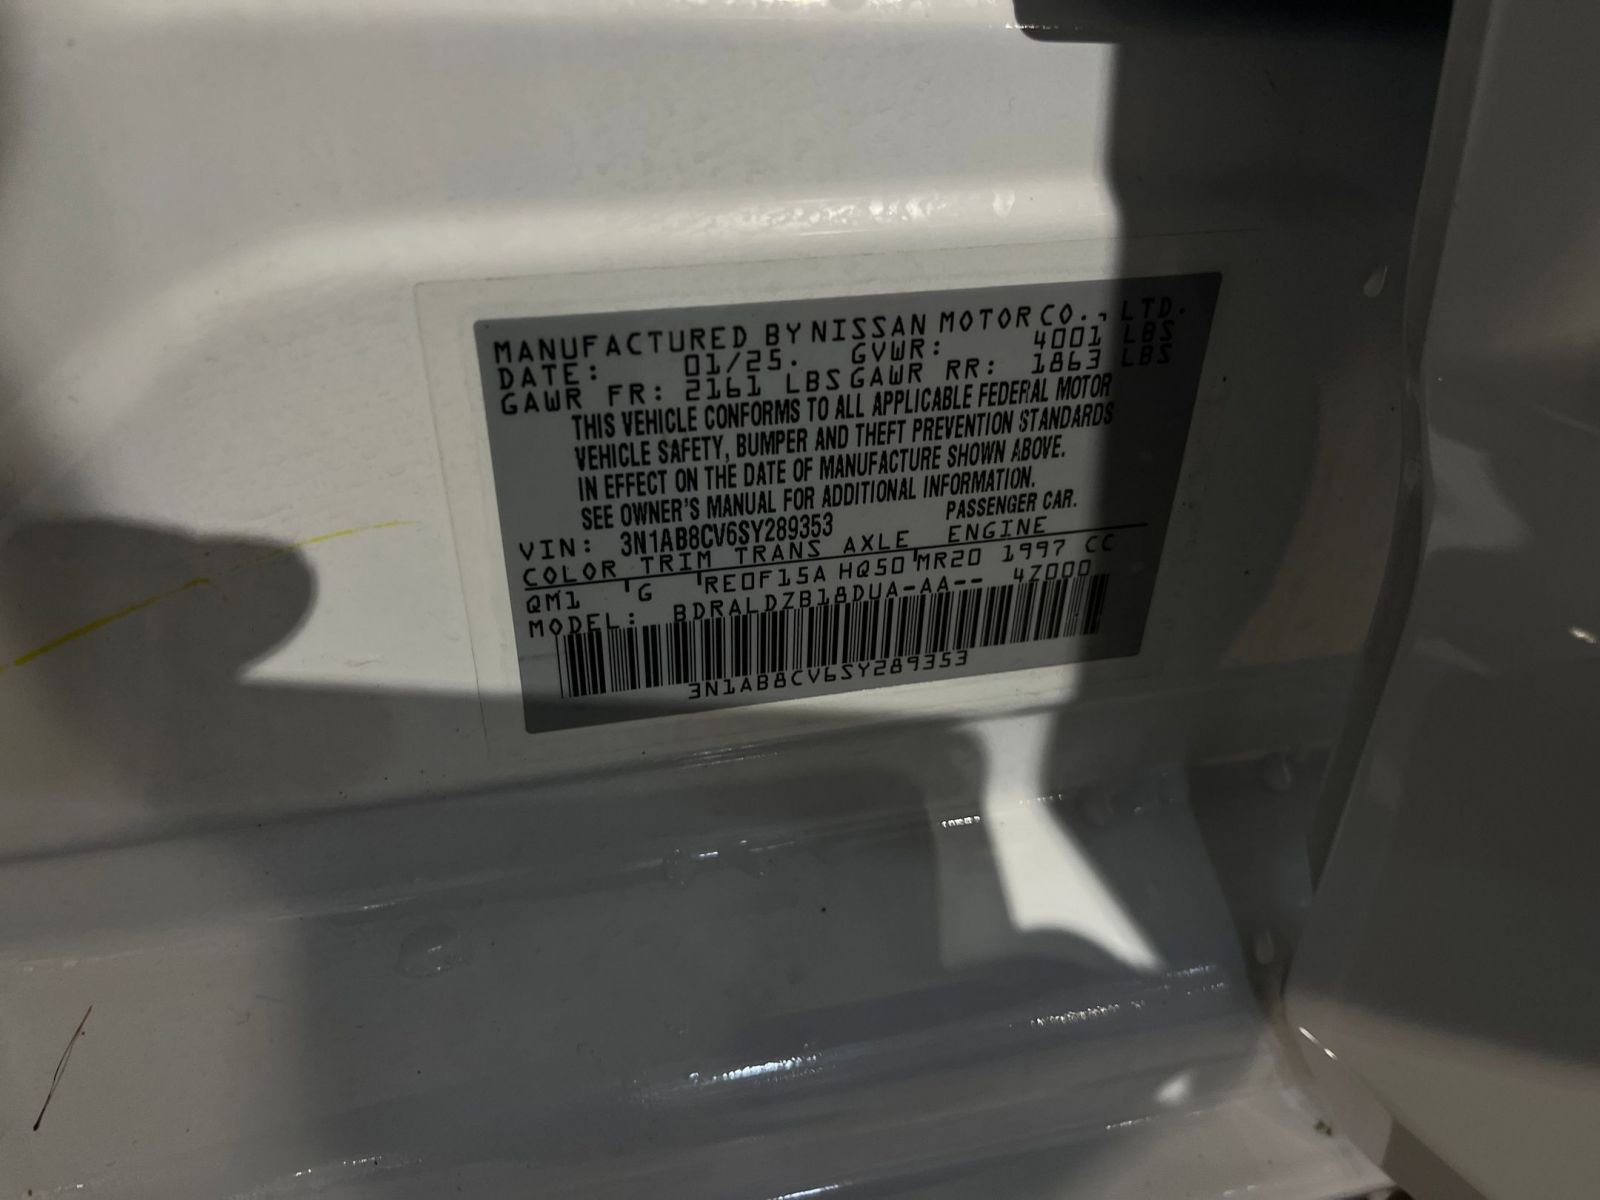 MANUFACTURED BY NISSAN MOTOR CO., LTD.
DATE: 01/25. GVWR: 4001 LBS
GAWR FR: 2161 LBS GAWR RR: 1863 LBS
THIS VEHICLE CONFORMS TO ALL APPLICABLE FEDERAL MOTOR
VEHICLE SAFETY, BUMPER AND THEFT PREVENTION STANDARDS
IN EFFECT ON THE DATE OF MANUFACTURE SHOWN ABOVE.
SEE OWNER'S MANUAL FOR ADDITIONAL INFORMATION.
PASSENGER CAR.
VIN: 3N1AB8CV6SY289353
COLOR TRIM TRANS AXLE ENGINE
QM1 G RE0F15A HQ50 MR20 1997 CC
MODEL: BDRALDZB18DUA-AA-- 4Z000
3N1AB8CV6SY289353